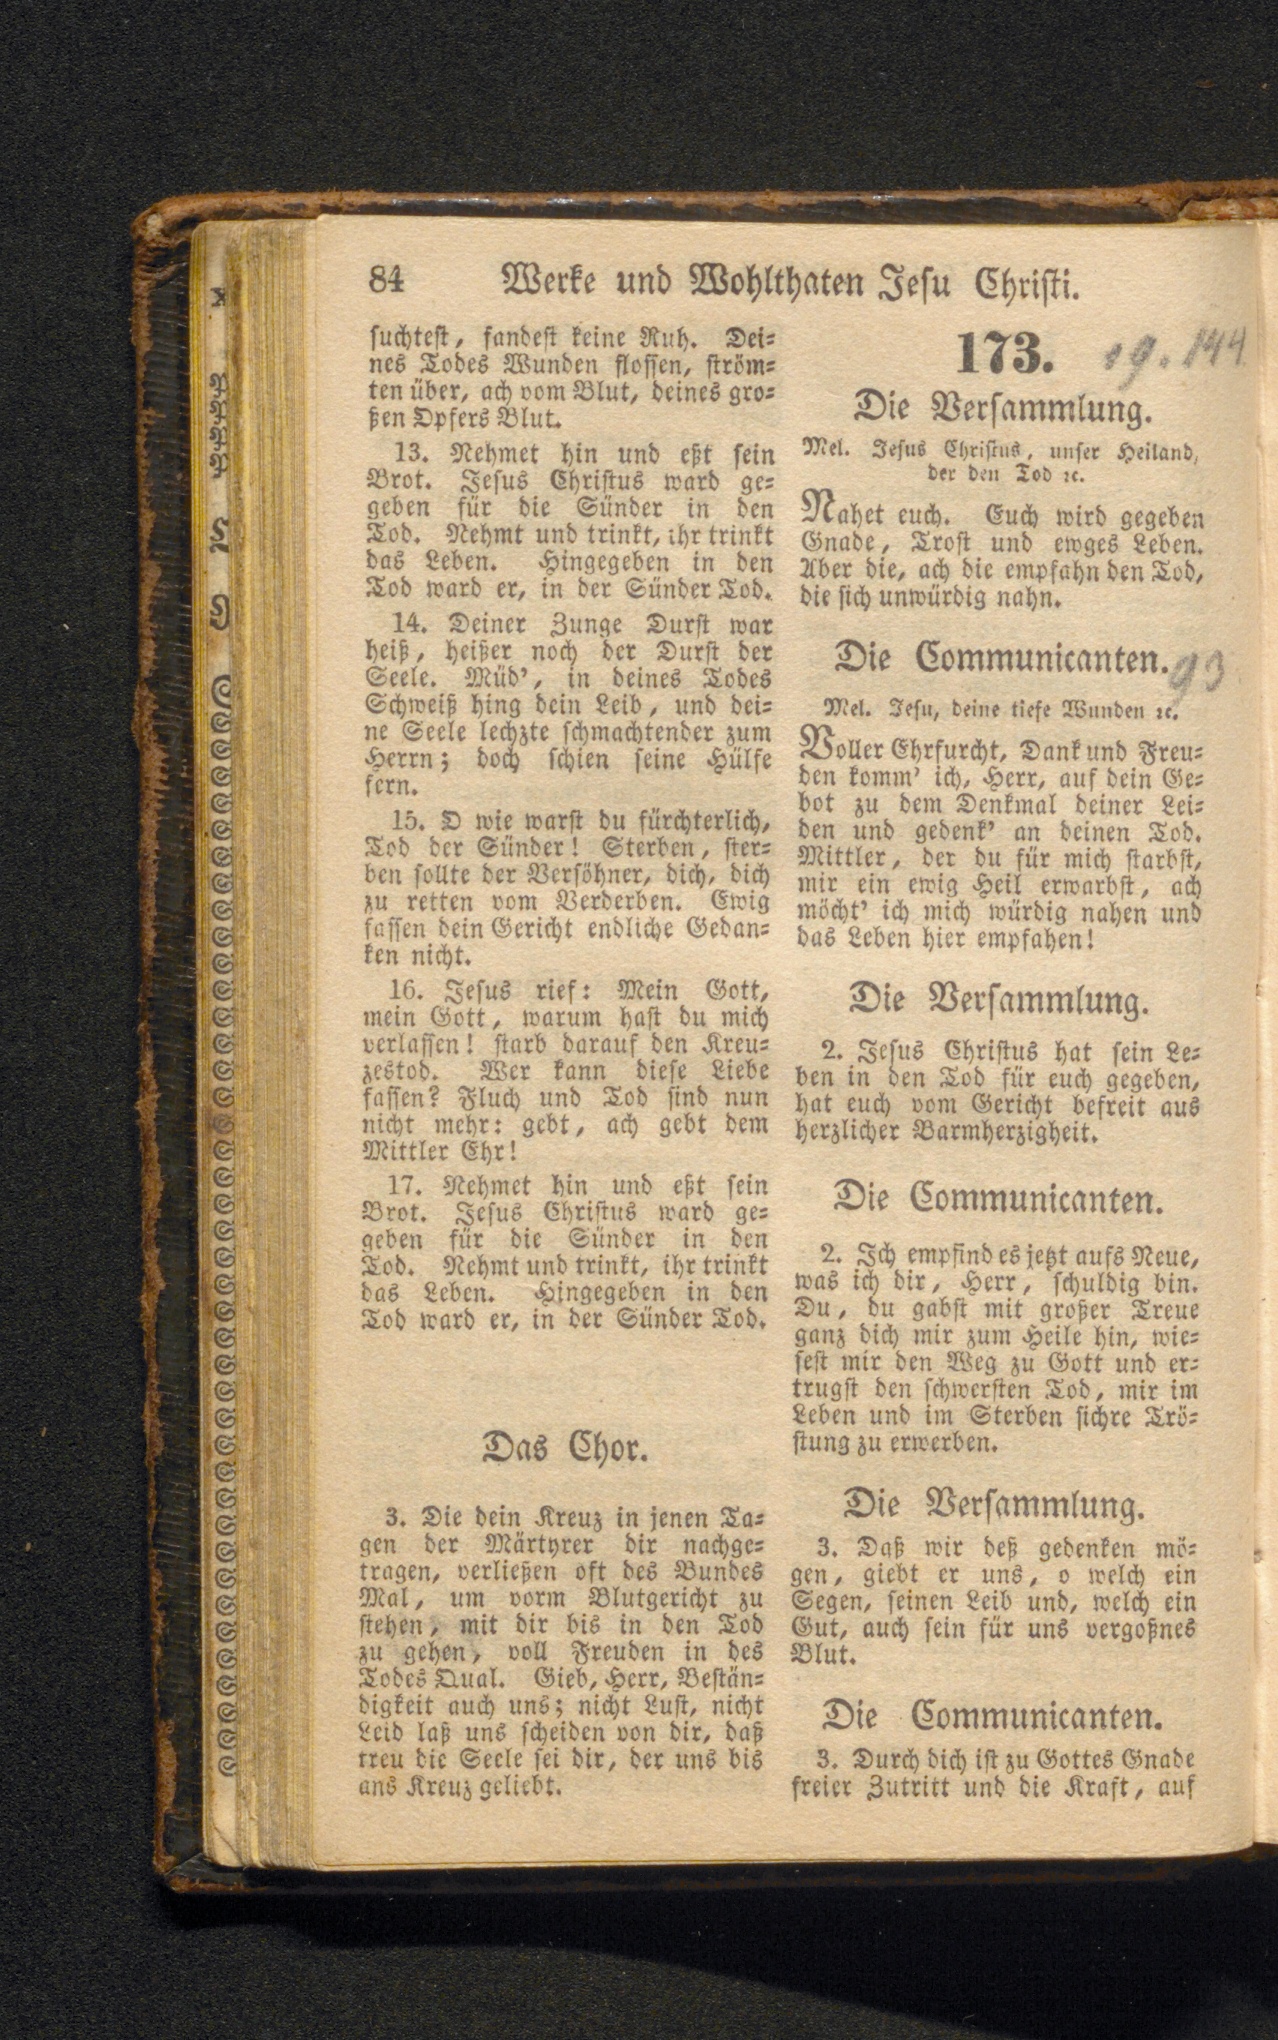 84 Werke und Wohlthaten Jesu Christi.
suchtest, fandest keine Ruh. Dei-
nes Todes Wunden flossen, ström-
ten über, ach vom Blut, deines gro-
ßen Opfers Blut.
13. Nehmet hin und eßt sein
Brot. Jesus Christus ward ge-
geben für die Sünder in den
Tod. Nehmt und trinkt, ihr trinkt
das Leben. Hingegeben in den
Tod ward er, in der Sünder Tod.
14. Deiner Zunge Durst war
heiß, heißer noch der Durst der
Seele. Müd', in deines Todes
Schweiß hing dein Leib, und dei-
ne Seele lechzte schmachtender zum
Herrn; doch schien seine Hülfe
fern.
15. O wie warst du fürchterlich,
Tod der Sünder! Sterben, ster-
ben sollte der Versöhner, dich, dich
zu retten vom Verderben. Ewig
fassen dein Gericht endliche Gedan-
ken nicht.
16. Jesus rief: Mein Gott,
mein Gott, warum hast du mich
verlassen! starb darauf den Kreu-
zestod. Wer kann diese Liebe
fassen? Fluch und Tod sind nun
nicht mehr: gebt, ach gebt dem
Mittler Ehr!
17. Nehmet hin und eßt sein
Brot. Jesus Christus ward ge-
geben für die Sünder in den
Tod. Nehmt und trinkt, ihr trinkt
das Leben. Hingegeben in den
Tod ward er, in der Sünder Tod.
Das Chor.
3. Die dein Kreuz in jenen Ta-
gen der Märtyrer dir nachge-
tragen, verließen oft des Bundes
Mal, um vorm Blutgericht zu
stehen, mit dir bis in den Tod
zu gehen, voll Freuden in des
Todes Qual. Gieb, Herr, Bestän-
digkeit auch uns; nicht Lust, nicht
Leid laß uns scheiden von dir, daß
treu die Seele sei dir, der uns bis
ans Kreuz geliebt.
173. 144
Die Versammlung.
Mel. Jesus Christus, unser Heiland,
der den Tod ꝛc.
Nahet euch. Euch wird gegeben
Gnade, Trost und ewges Leben.
Aber die, ach die empfahn den Tod,
die sich unwürdig nahn.
Die Communicanten. 93
Mel. Jesu, deine tiefe Wunden ꝛc.
Voller Ehrfurcht, Dank und Freu-
den komm' ich, Herr, auf dein Ge-
bot zu dem Denkmal deiner Lei-
den und gedenk' an deinen Tod.
Mittler, der du für mich starbst,
mir ein ewig Heil erwarbst, ach
möcht' ich mich würdig nahen und
das Leben hier empfahen!
Die Versammlung.
2. Jesus Christus hat sein Le-
ben in den Tod für euch gegeben,
hat euch vom Gericht befreit aus
herzlicher Barmherzigheit.
Die Communicanten.
2. Ich empfind es jetzt aufs Neue,
was ich dir, Herr, schuldig bin.
Du, du gabst mit großer Treue
ganz dich mir zum Heile hin, wie-
sest mir den Weg zu Gott und er-
trugst den schwersten Tod, mir im
Leben und im Sterben sichre Trö-
stung zu erwerben.
Die Versammlung.
3. Daß wir deß gedenken mö-
gen, giebt er uns, o welch ein
Segen, seinen Leib und, welch ein
Gut, auch sein für uns vergoßnes
Blut.
Die Communicanten.
3. Durch dich ist zu Gottes Gnade
freier Zutritt und die Kraft, auf